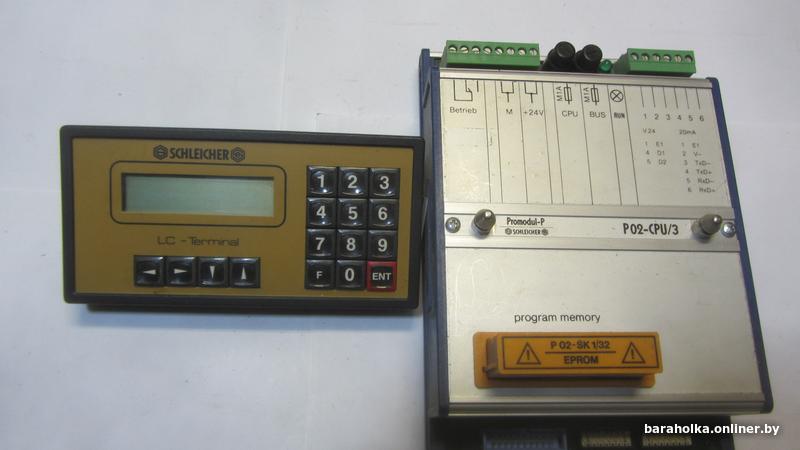 SCHLEICHER
LC - Terminal
1 2 3
4 5 6
7 8 9
F 0 ENT
Betrieb M +24V CPU BUS RUN
M1A M1A
1 2 3 4 5 6
V.24 20mA
1 E1 1 E1
4 D1 2 V-
5 D2 3 TxD-
4 TxD+
5 RxD-
6 RxD+
Promodul-P
SCHLEICHER
P02-CPU/3
program memory
P 02-SK 1/32
EPROM
baraholka.onliner.by